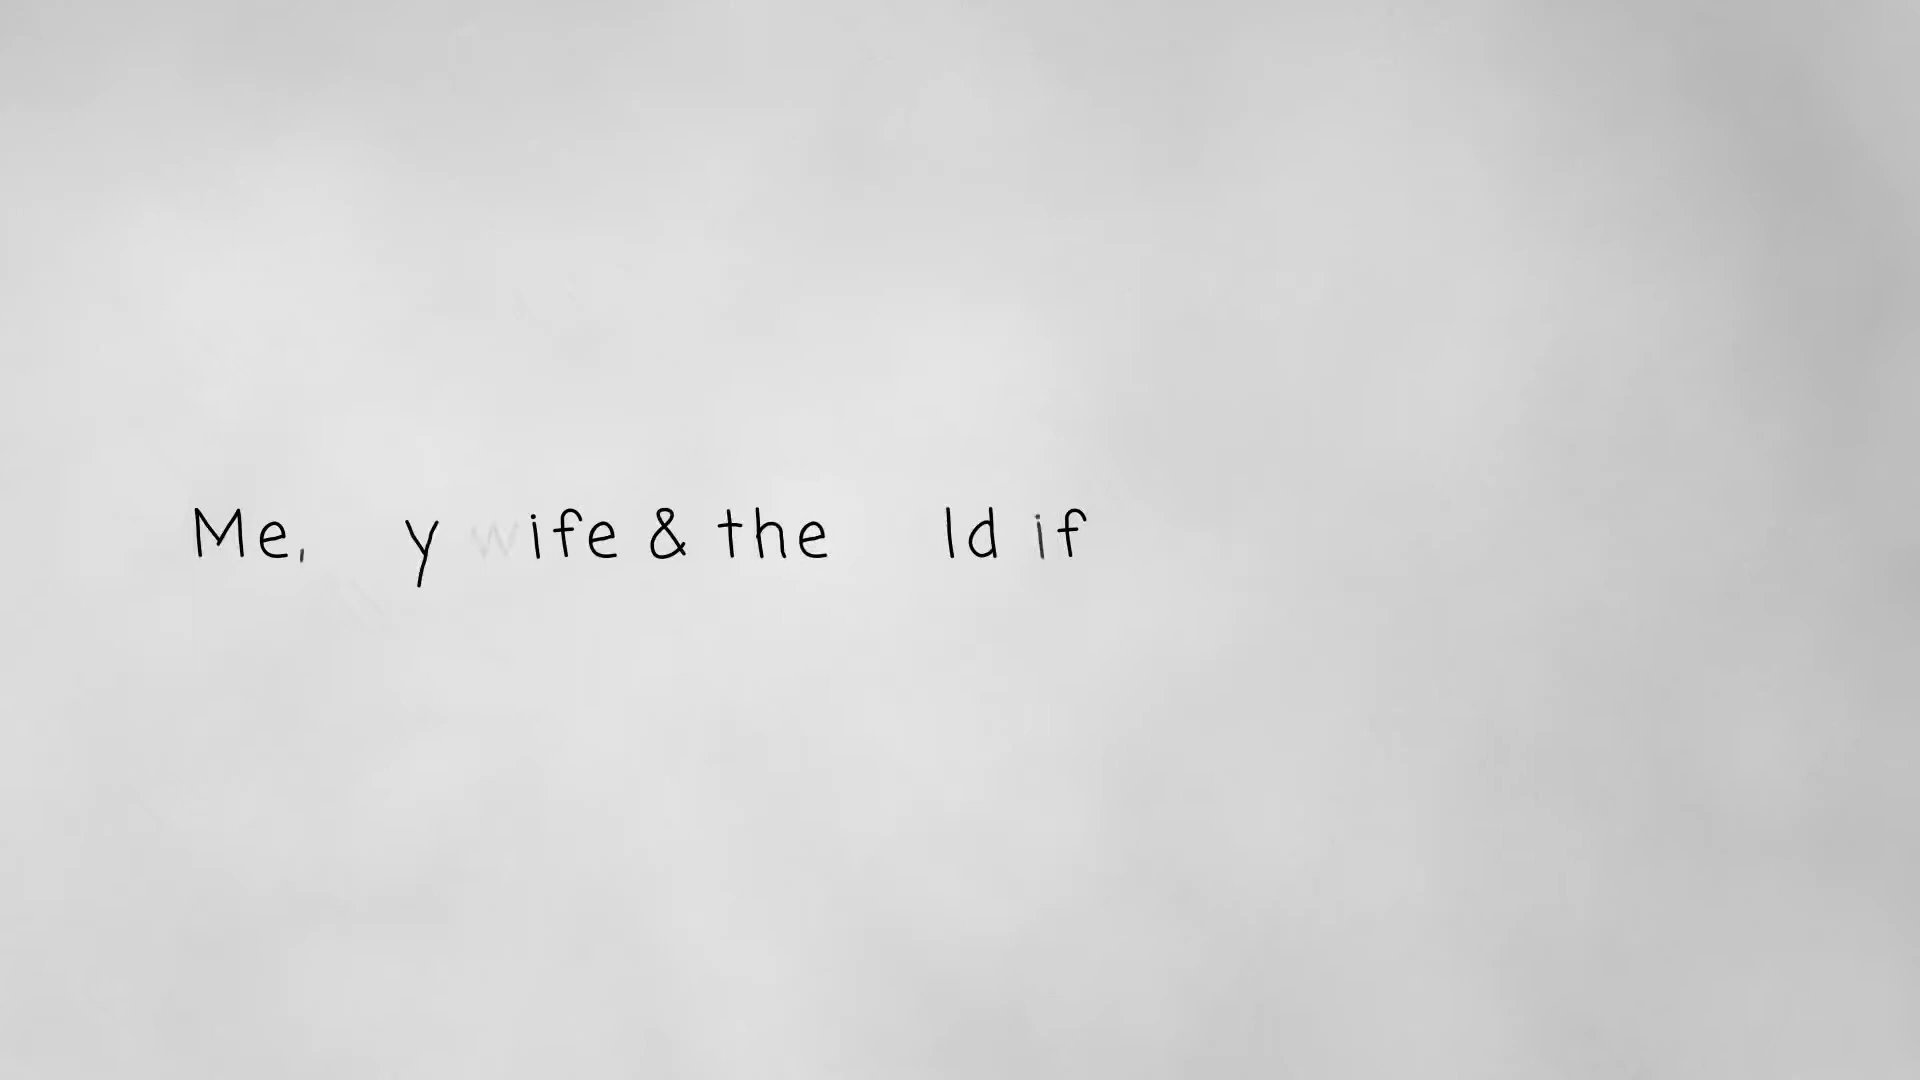 Me, y wife & the ld if